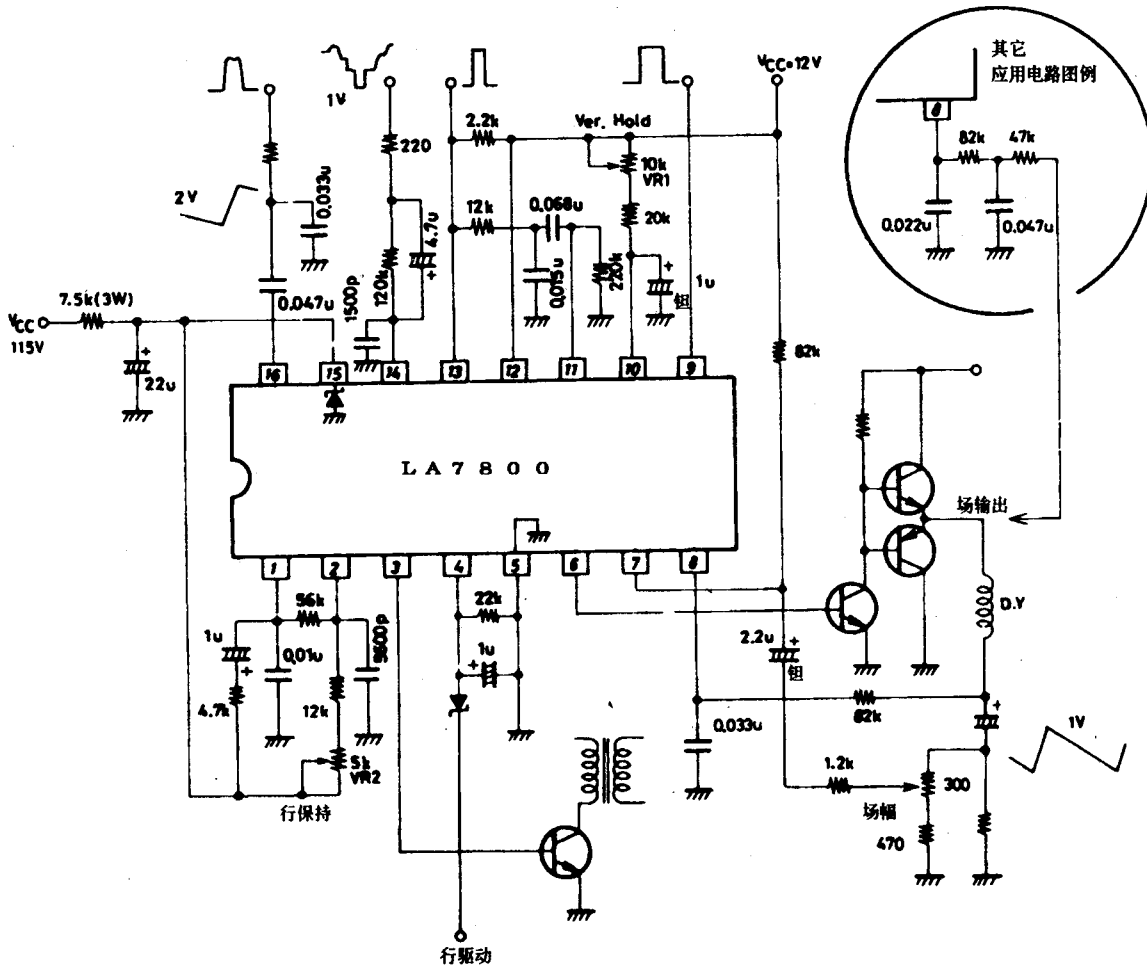 其它
应用电路图例
8
82k
47k
0.022u
0.047u
1V
VCC=12V
2.2k
Ver. Hold
220
10k
VR1
2V
0.033u
12k
0.068u
20k
4.7u
120k
0.015u
220k
1u
钽
7.5k(3W)
0.047u
1500p
VCC
115V
22u
82k
16
15
14
13
12
11
10
9
LA7800
场输出
1
2
3
4
5
6
7
8
56k
22k
D.Y
1u
0.01u
1u
2.2u
钽
4.7k
12k
0.033u
82k
1V
5k
VR2
1.2k
300
行保持
场幅
470
行驱动